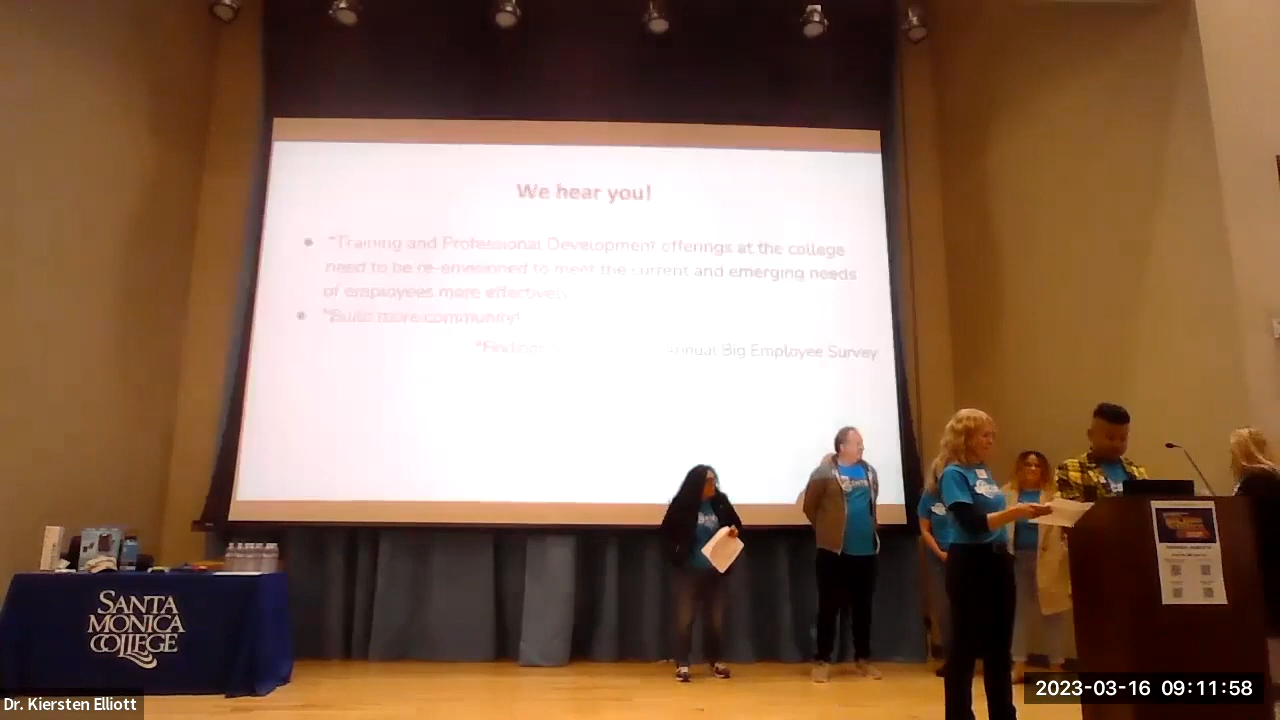 We hear you!
"Training and Professional Development offerings at the college
need to be re-envisioned to meet the current and emerging needs
of employees more effectively
"Build more community!
"Findings Annual Big Employee Survey
SANTA
MONICA
COLLEGE
Dr. Kiersten Elliott
2023-03-16 09:11:58